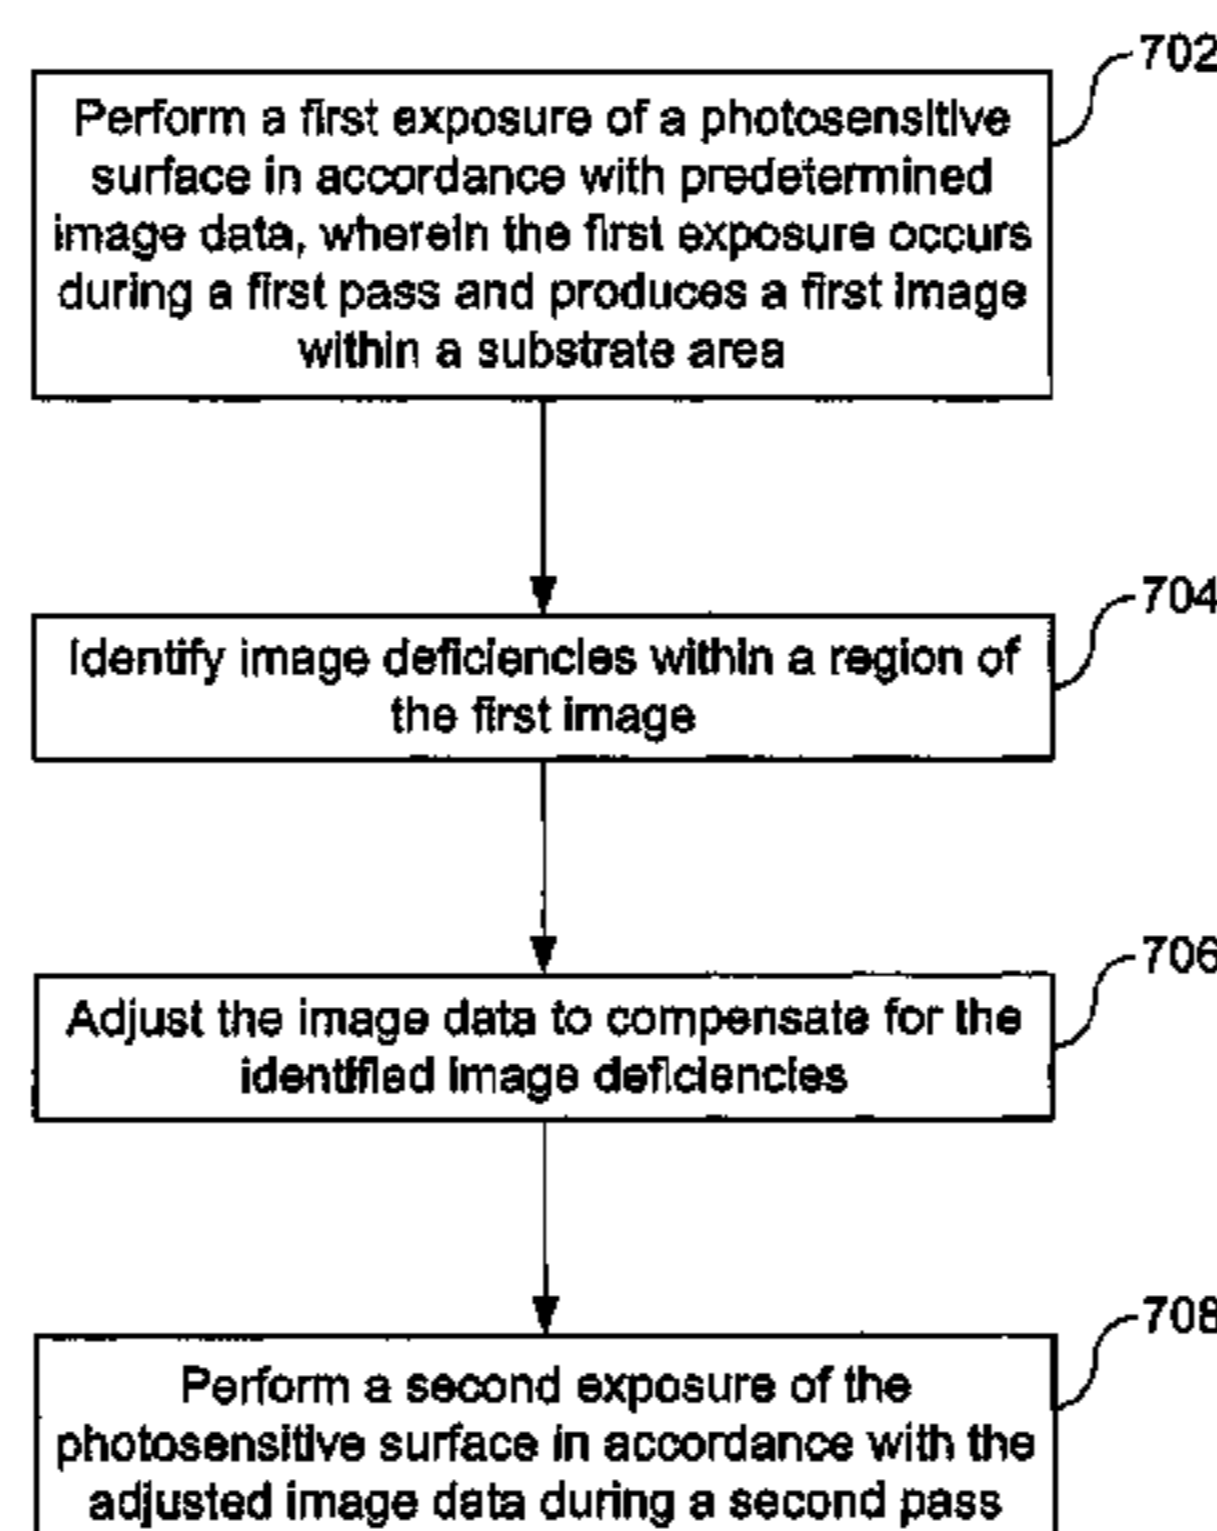 702
Perform a first exposure of a photosensitive
surface in accordance with predetermined
image data, wherein the first exposure occurs
during a first pass and produces a first image
within a substrate area
704
Identify image deficiencies within a region of
the first image
706
Adjust the image data to compensate for the
identified image deficiencies
708
Perform a second exposure of the
photosensitive surface in accordance with the
adjusted image data during a second pass